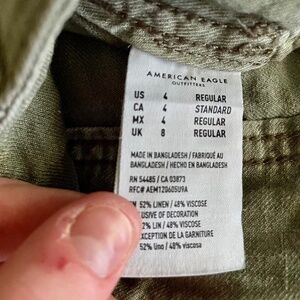 AMERICAN EAGLE
OUTFITTERS
US 4 REGULAR
CA 4 STANDARD
MX 4 REGULAR
UK 8 REGULAR
MADE IN BANGLADESH / FABRIQUÉ AU
BANGLADESH / HECHO EN BANGLADESH
RN 54485 / CA 03873
RFC# AEM120605U9A
52% LINEN / 48% VISCOSE
USIVE OF DECORATION
2% LIN / 48% VISCOSE
EXCEPTION DE LA GARNITURE
52% Lino / 48% viscosa